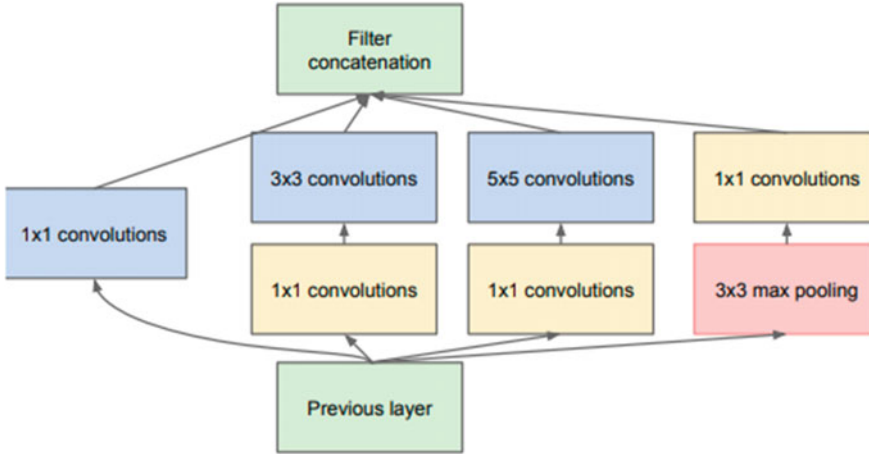 Filter
concatenation
3x3 convolutions
5x5 convolutions
1x1 convolutions
1x1 convolutions
1x1 convolutions
1x1 convolutions
3x3 max pooling
Previous layer